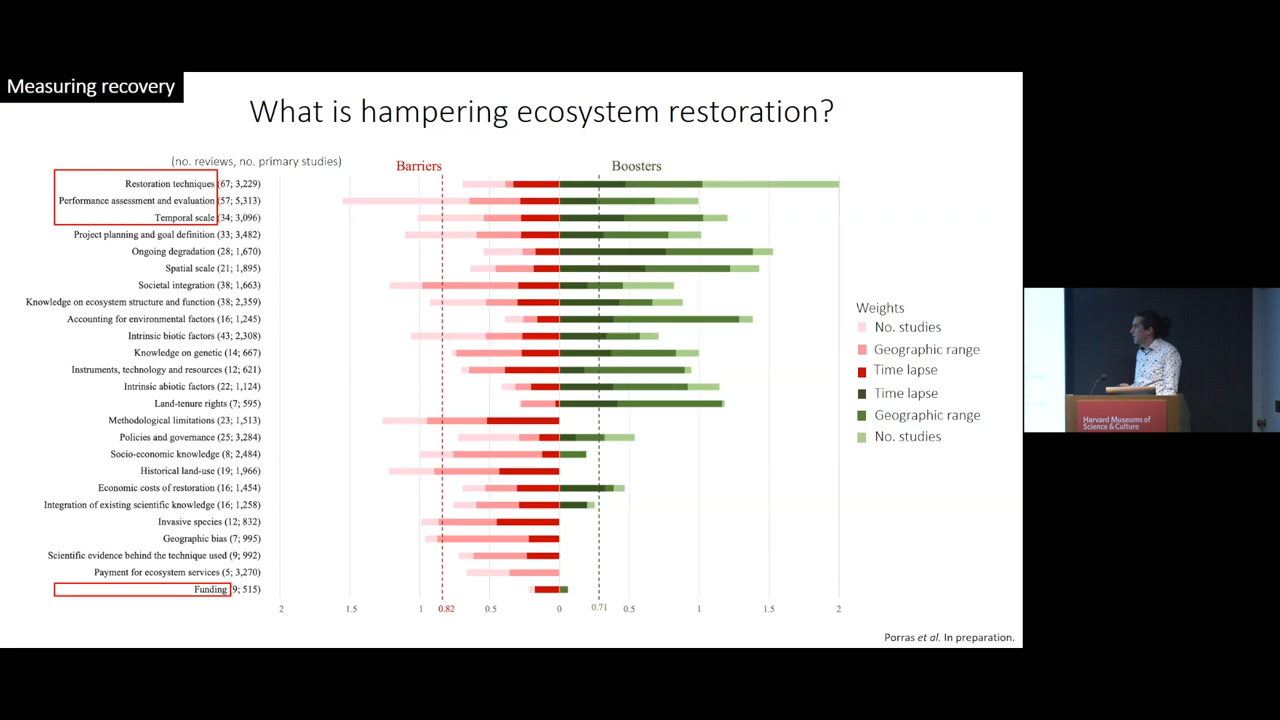 Measuring recovery
What is hampering ecosystem restoration?
(no. reviews, no. primary studies)
Barriers
Boosters
Restoration techniques (67; 3,229)
Performance assessment and evaluation (57; 5,313)
Temporal scale (34; 3,096)
Project planning and goal definition (33; 3,482)
Ongoing degradation (28; 1,670)
Spatial scale (21; 1,895)
Societal integration (38; 1,663)
Knowledge on ecosystem structure and function (38; 2,359)
Accounting for environmental factors (16; 1,245)
Intrinsic biotic factors (43; 2,308)
Knowledge on genetic (14; 667)
Instruments, technology and resources (12; 621)
Intrinsic abiotic factors (22; 1,124)
Land-tenure rights (7; 595)
Methodological limitations (23; 1,513)
Policies and governance (25; 3,284)
Socio-economic knowledge (8; 2,484)
Historical land-use (19; 1,966)
Economic costs of restoration (16; 1,454)
Integration of existing scientific knowledge (16; 1,258)
Invasive species (12; 832)
Geographic bias (7; 995)
Scientific evidence behind the technique used (9; 992)
Payment for ecosystem services (5; 3,270)
Funding (9; 515)
2 1.5 1 0.82 0.5 0 0.71 0.5 1 1.5 2
Weights
No. studies
Geographic range
Time lapse
Time lapse
Geographic range
No. studies
Porras et al. In preparation.
Harvard Museums of
Science & Culture